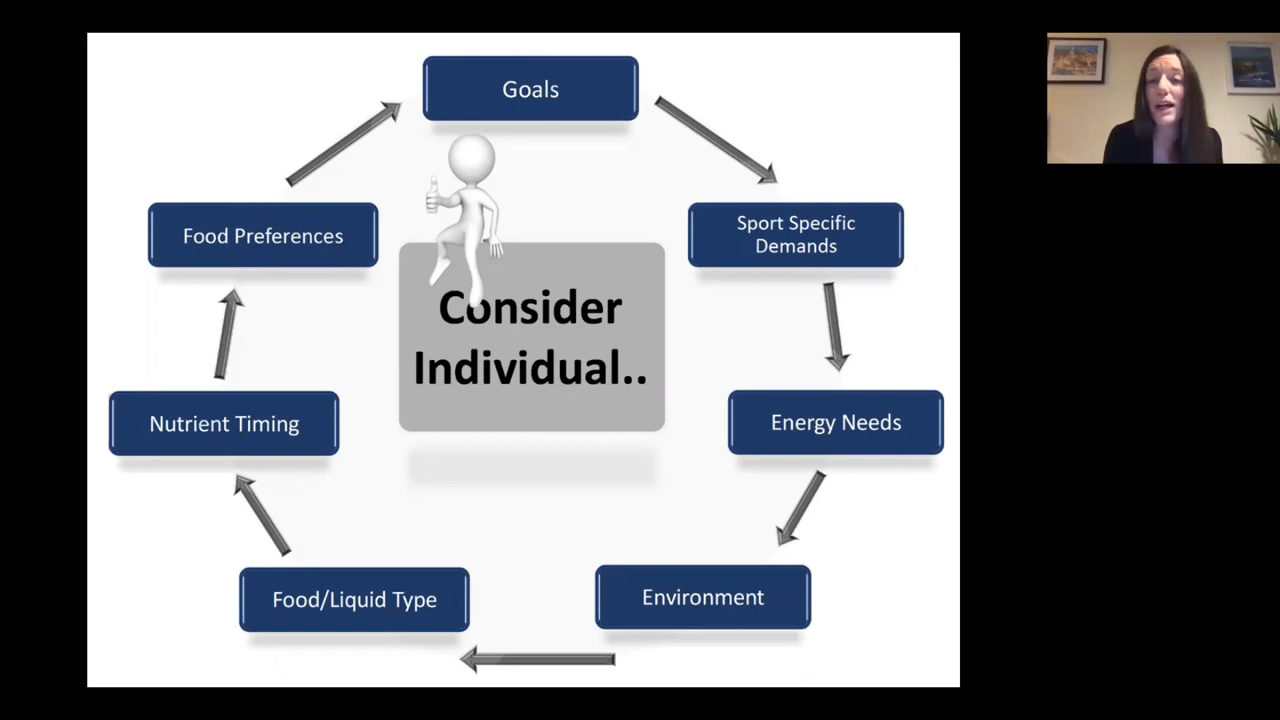 Goals
Sport Specific
Demands
Energy Needs
Environment
Food/Liquid Type
Nutrient Timing
Food Preferences
Consider
Individual..